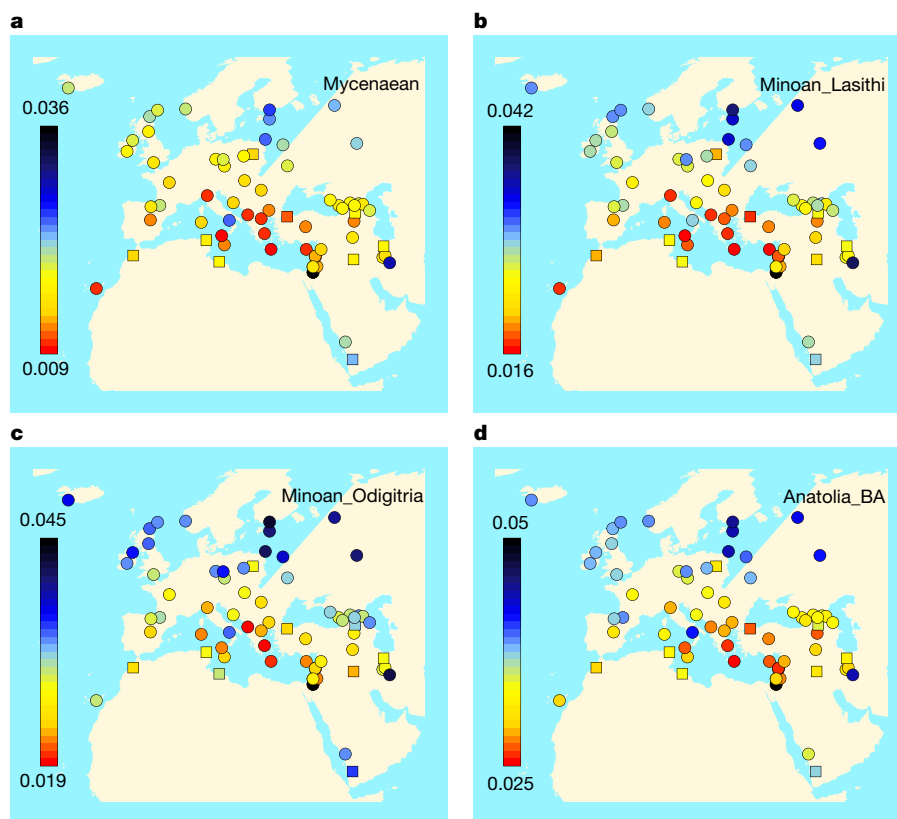 a
Mycenaean
0.036
0.009
b
Minoan_Lasithi
0.042
0.016
c
Minoan_Odigitria
0.045
0.019
d
Anatolia_BA
0.05
0.025